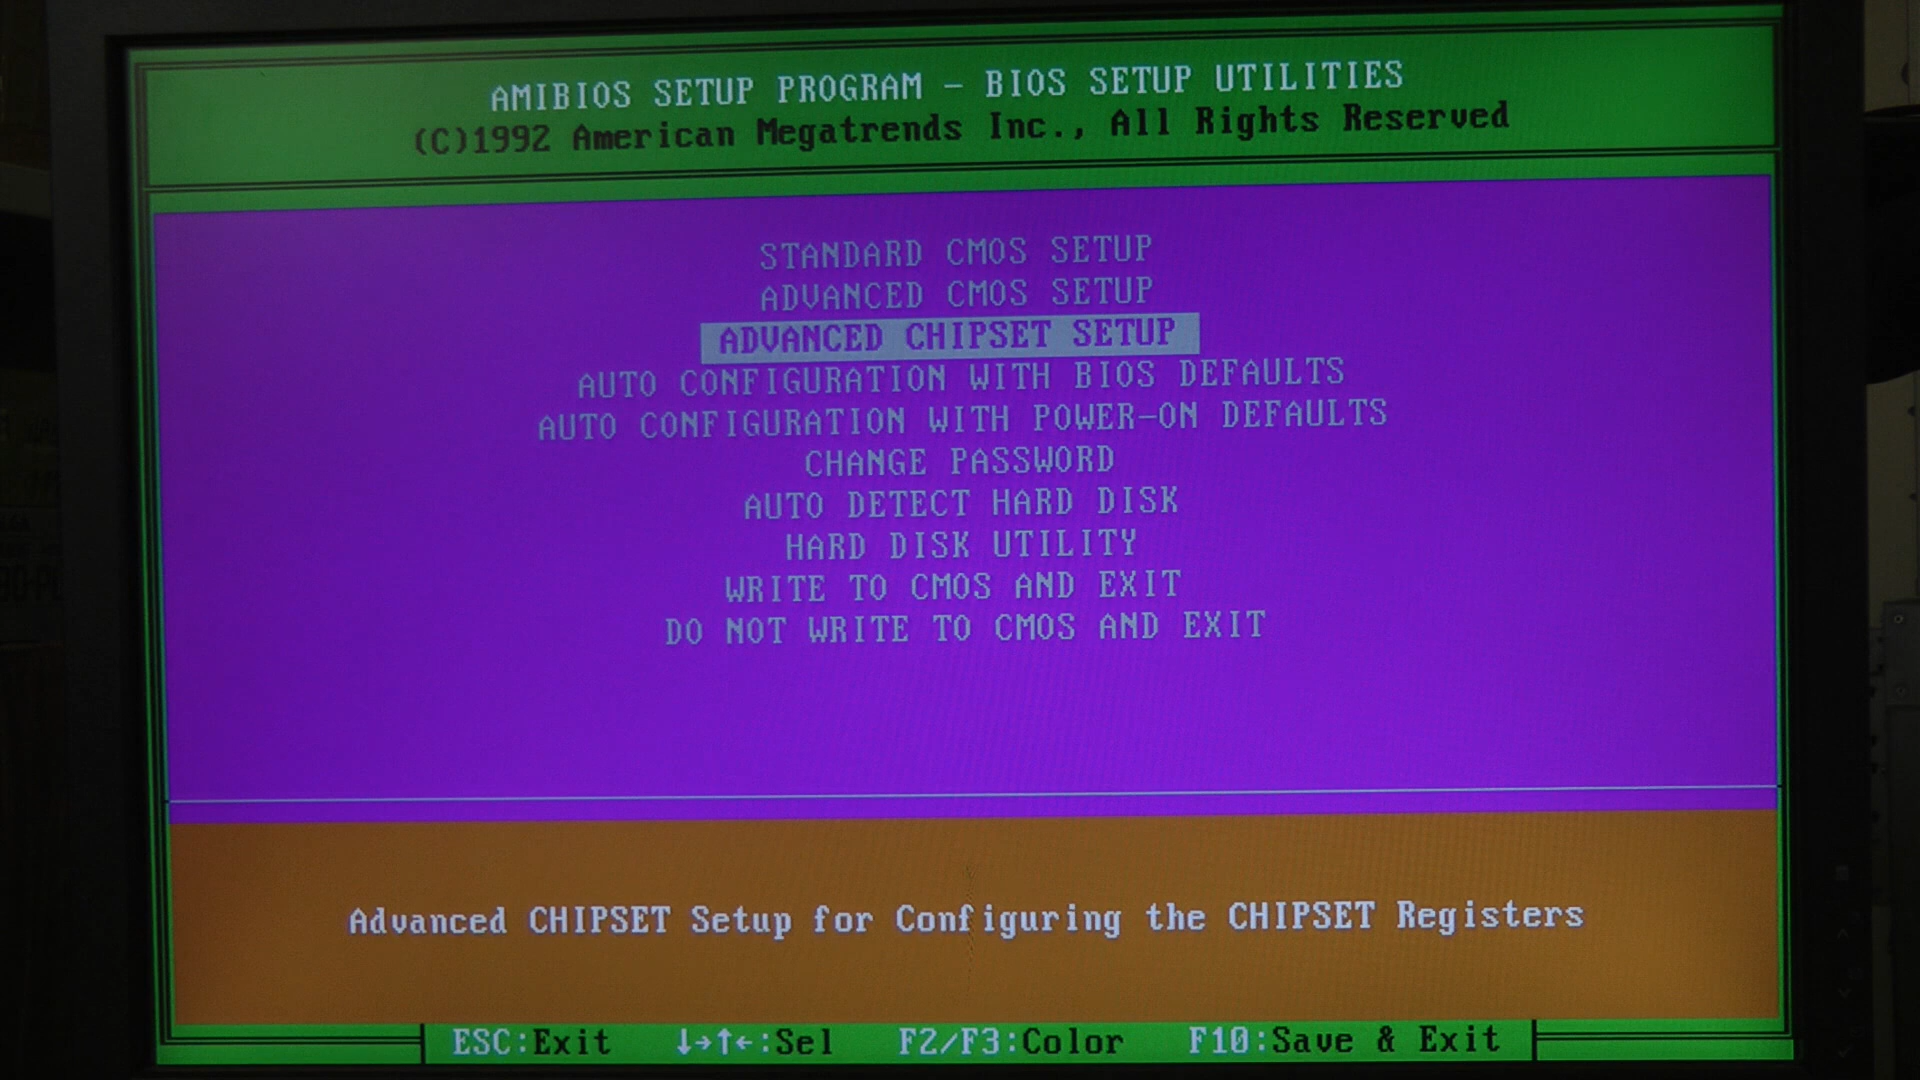 AMIBIOS SETUP PROGRAM - BIOS SETUP UTILITIES
(C)1992 American Megatrends Inc., All Rights Reserved
STANDARD CMOS SETUP
ADVANCED CMOS SETUP
ADVANCED CHIPSET SETUP
AUTO CONFIGURATION WITH BIOS DEFAULTS
AUTO CONFIGURATION WITH POWER-ON DEFAULTS
CHANGE PASSWORD
AUTO DETECT HARD DISK
HARD DISK UTILITY
WRITE TO CMOS AND EXIT
DO NOT WRITE TO CMOS AND EXIT
Advanced CHIPSET Setup for Configuring the CHIPSET Registers
ESC:Exit ↓→↑←:Sel F2/F3:Color F10:Save & Exit